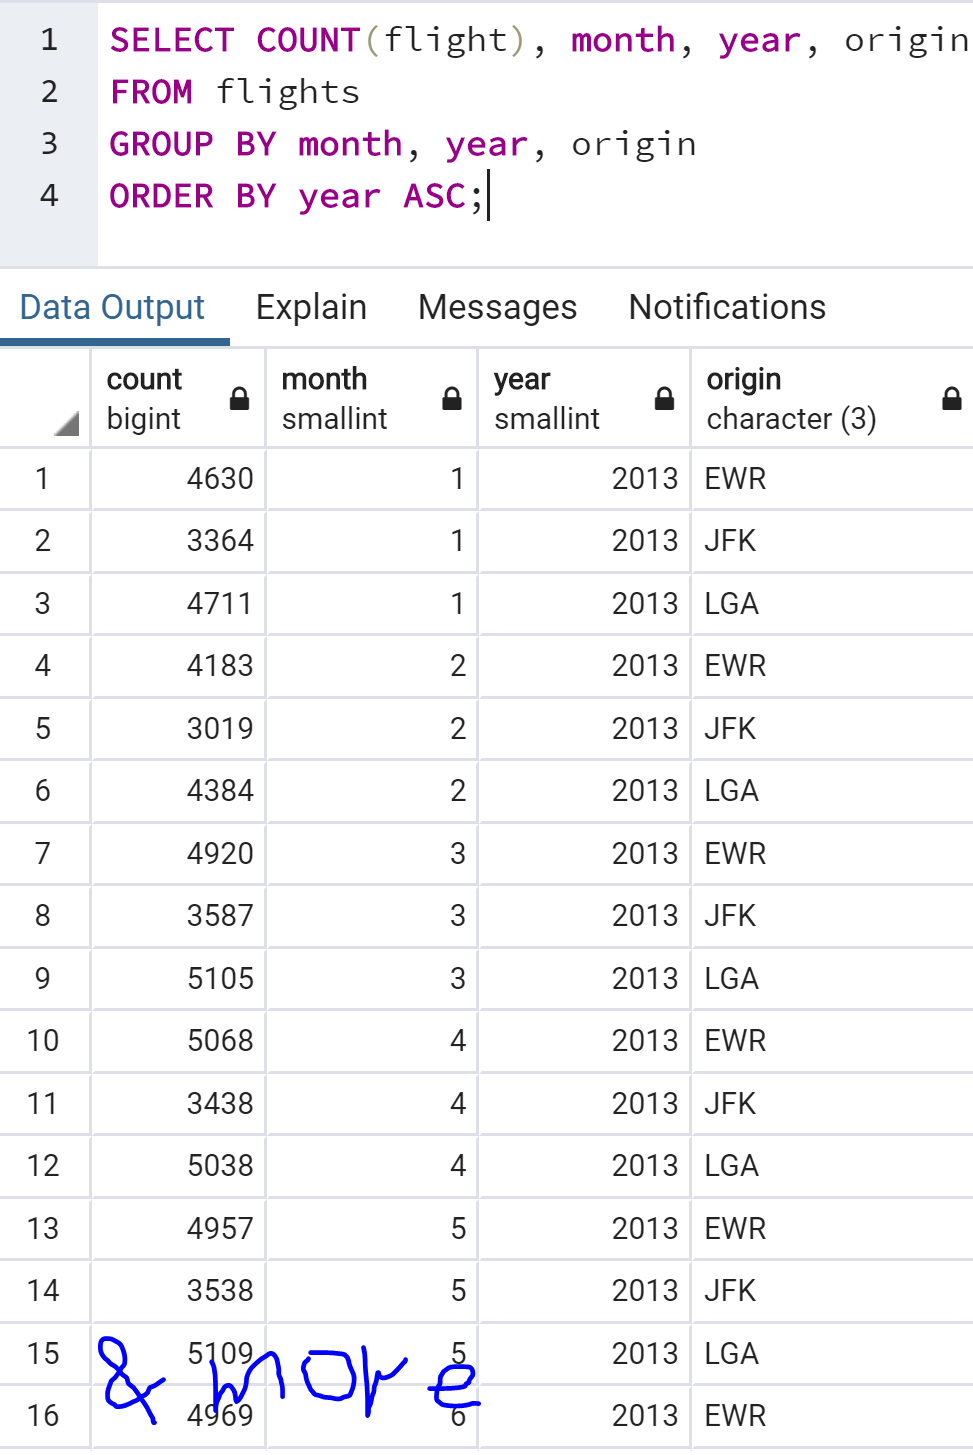 1 SELECT COUNT(flight), month, year, origin
2 FROM flights
3 GROUP BY month, year, origin
4 ORDER BY year ASC;
Data Output Explain Messages Notifications
count month year origin
bigint smallint smallint character (3)
1 4630 1 2013 EWR
2 3364 1 2013 JFK
3 4711 1 2013 LGA
4 4183 2 2013 EWR
5 3019 2 2013 JFK
6 4384 2 2013 LGA
7 4920 3 2013 EWR
8 3587 3 2013 JFK
9 5105 3 2013 LGA
10 5068 4 2013 EWR
11 3438 4 2013 JFK
12 5038 4 2013 LGA
13 4957 5 2013 EWR
14 3538 5 2013 JFK
15 5109 5 2013 LGA
& more
16 4969 6 2013 EWR